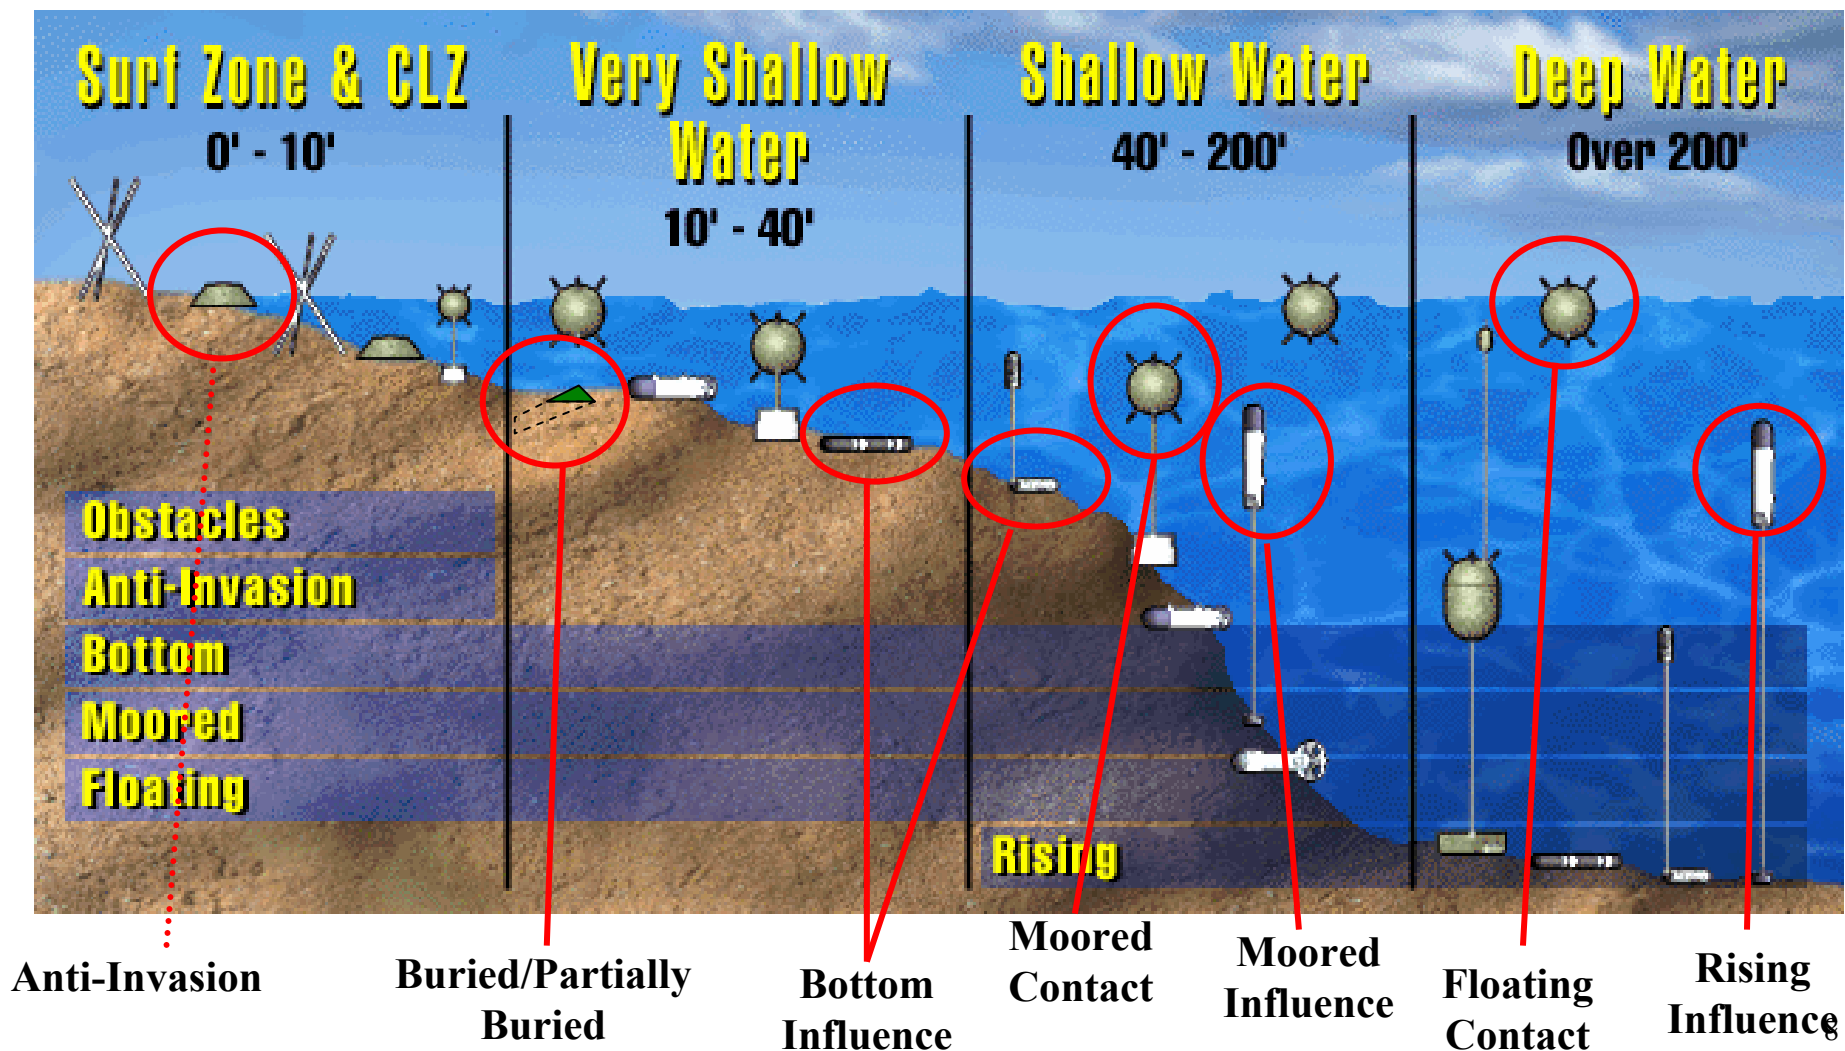 Surf Zone & CLZ
0' - 10'
Very Shallow
Water
10' - 40'
Shallow Water
40' - 200'
Deep Water
Over 200'
Obstacles
Anti-Invasion
Bottom
Moored
Floating
Rising
Anti-Invasion
Buried/Partially
Buried
Bottom
Influence
Moored
Contact
Moored
Influence
Floating
Contact
Rising
Influence
8